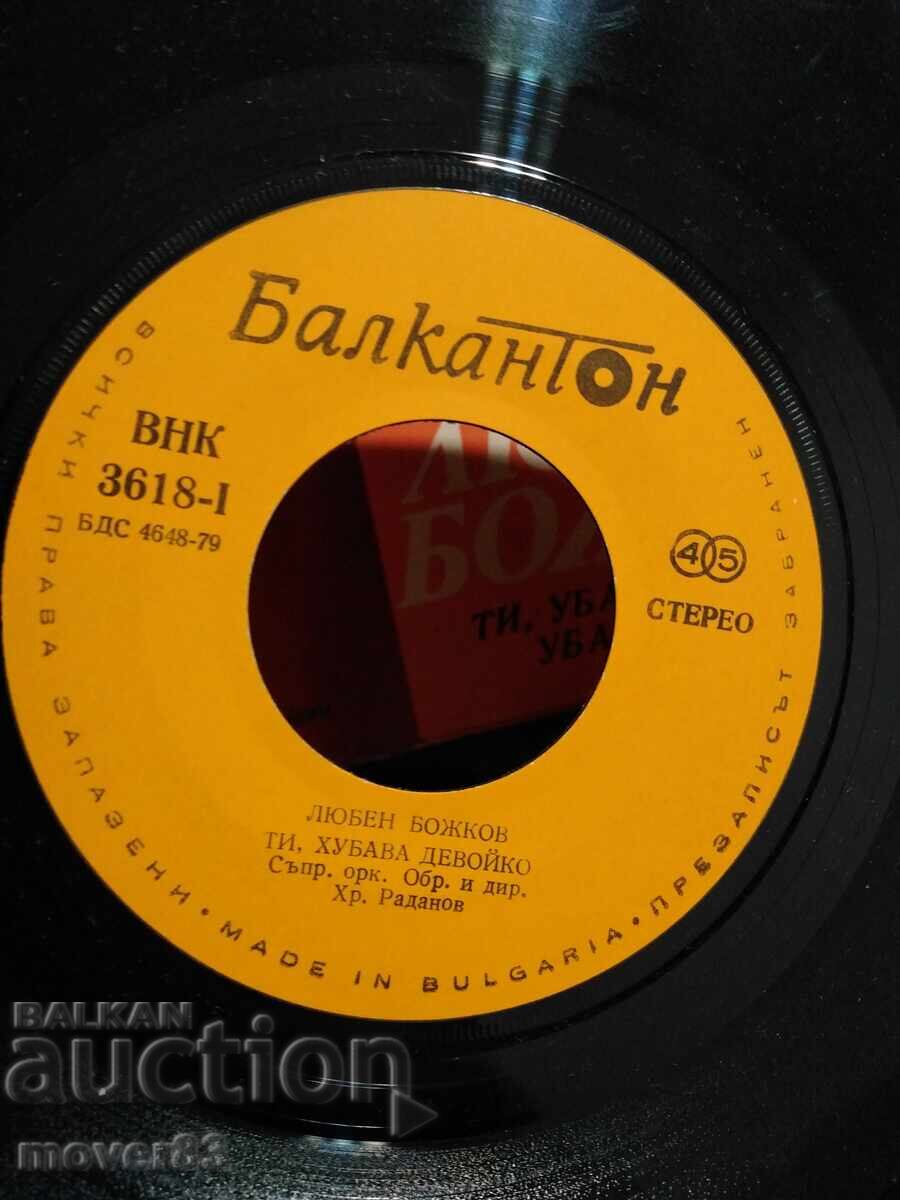 Балкантон
ВНК
3618-I
БДС 4648-79
45
СТЕРЕО
ЛЮБЕН БОЖКОВ
ТИ, ХУБАВА ДЕВОЙКО
Съпр. орк. Обр. и дир.
Хр. Раданов
ВСИЧКИ ПРАВА ЗАПАЗЕНИ • MADE IN BULGARIA • ПРЕЗАПИСЪТ ЗАБРАНЕН
ТИ, УБА
УБА
BALKAN
auction
mover83